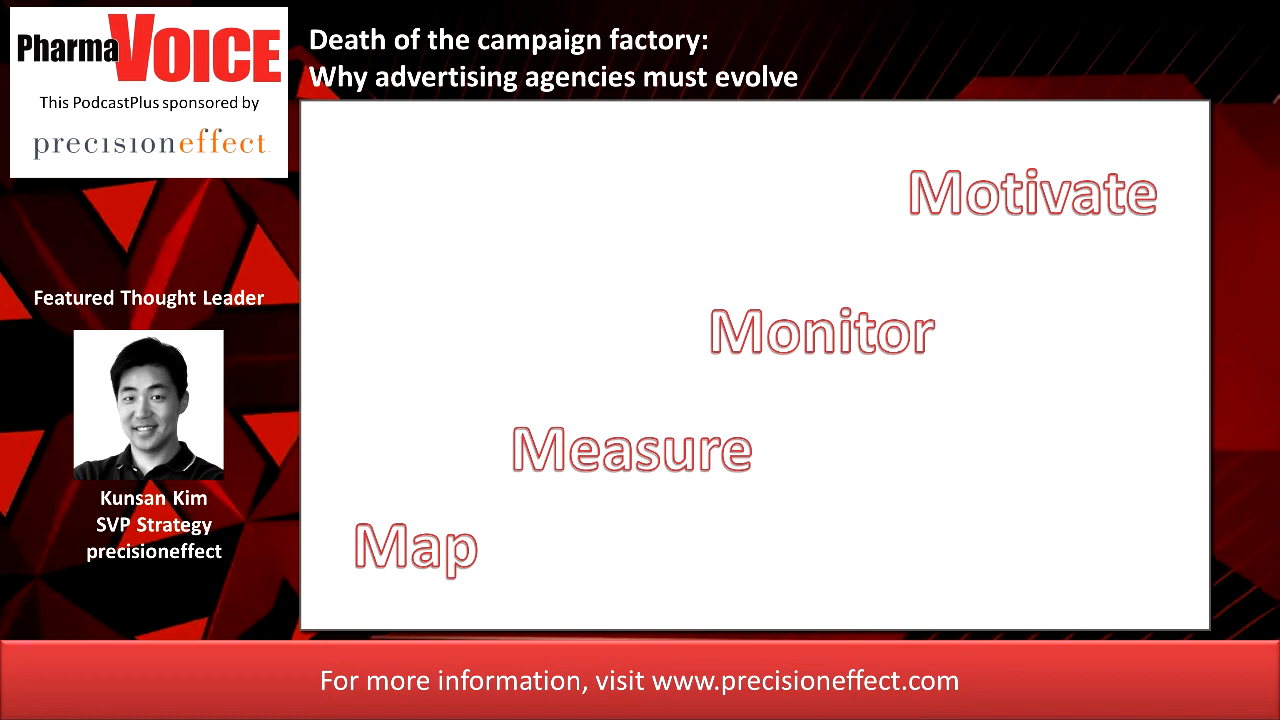 PharmaVOICE
This PodcastPlus sponsored by
precisioneffect
Death of the campaign factory:
Why advertising agencies must evolve
Featured Thought Leader
Kunsan Kim
SVP Strategy
precisioneffect
Motivate
Monitor
Measure
Map
For more information, visit www.precisioneffect.com